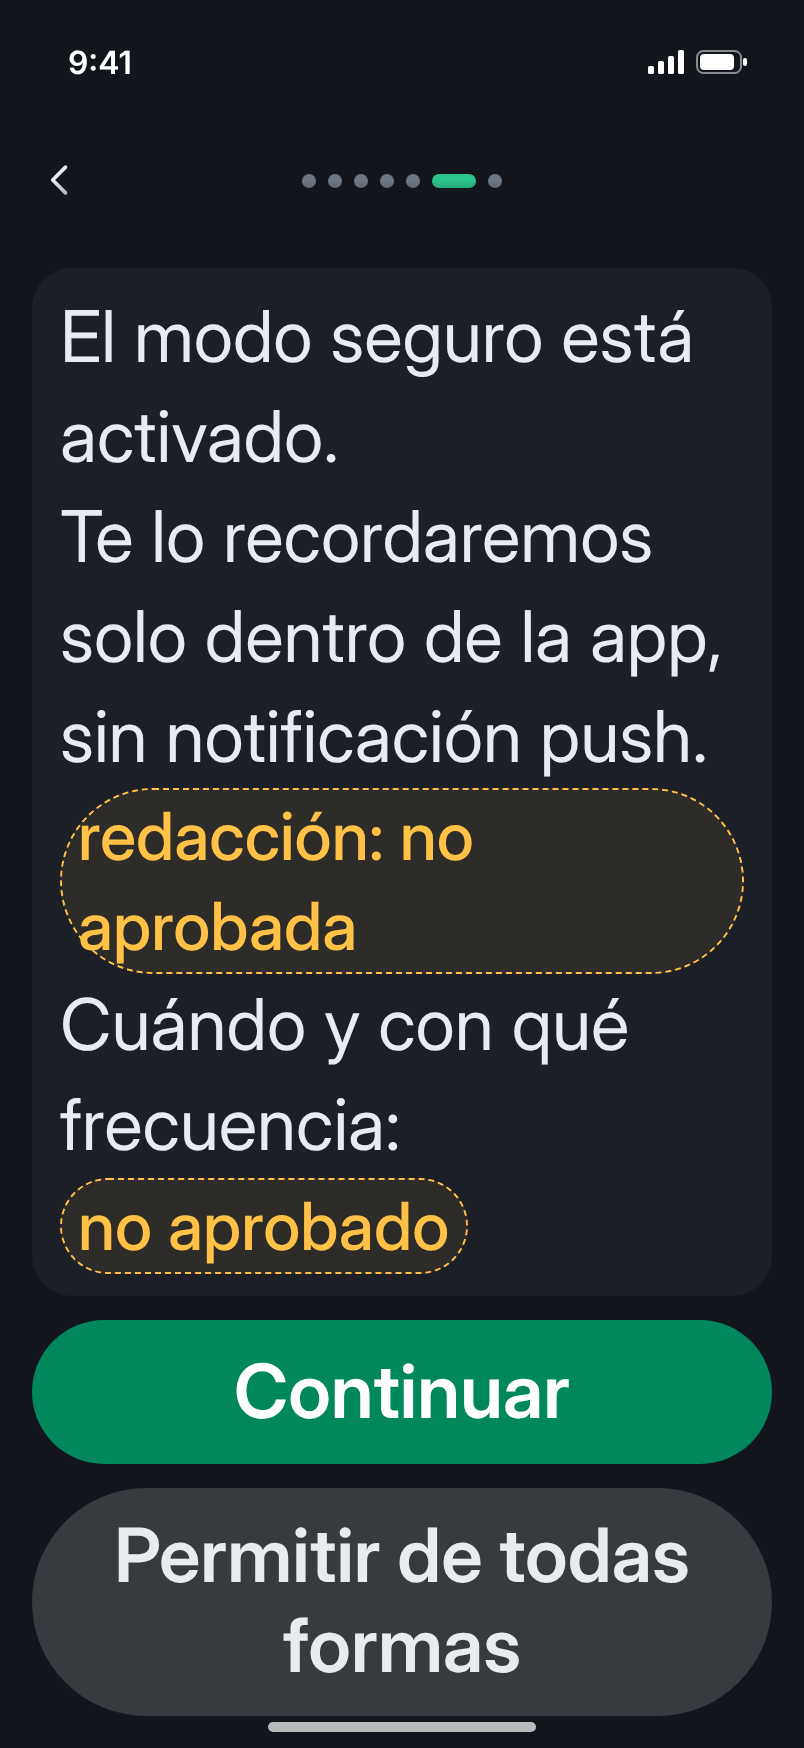 9:41
El modo seguro está
activado.
Te lo recordaremos
solo dentro de la app,
sin notificación push.
redacción: no
aprobada
Cuándo y con qué
frecuencia:
no aprobado
Continuar
Permitir de todas
formas